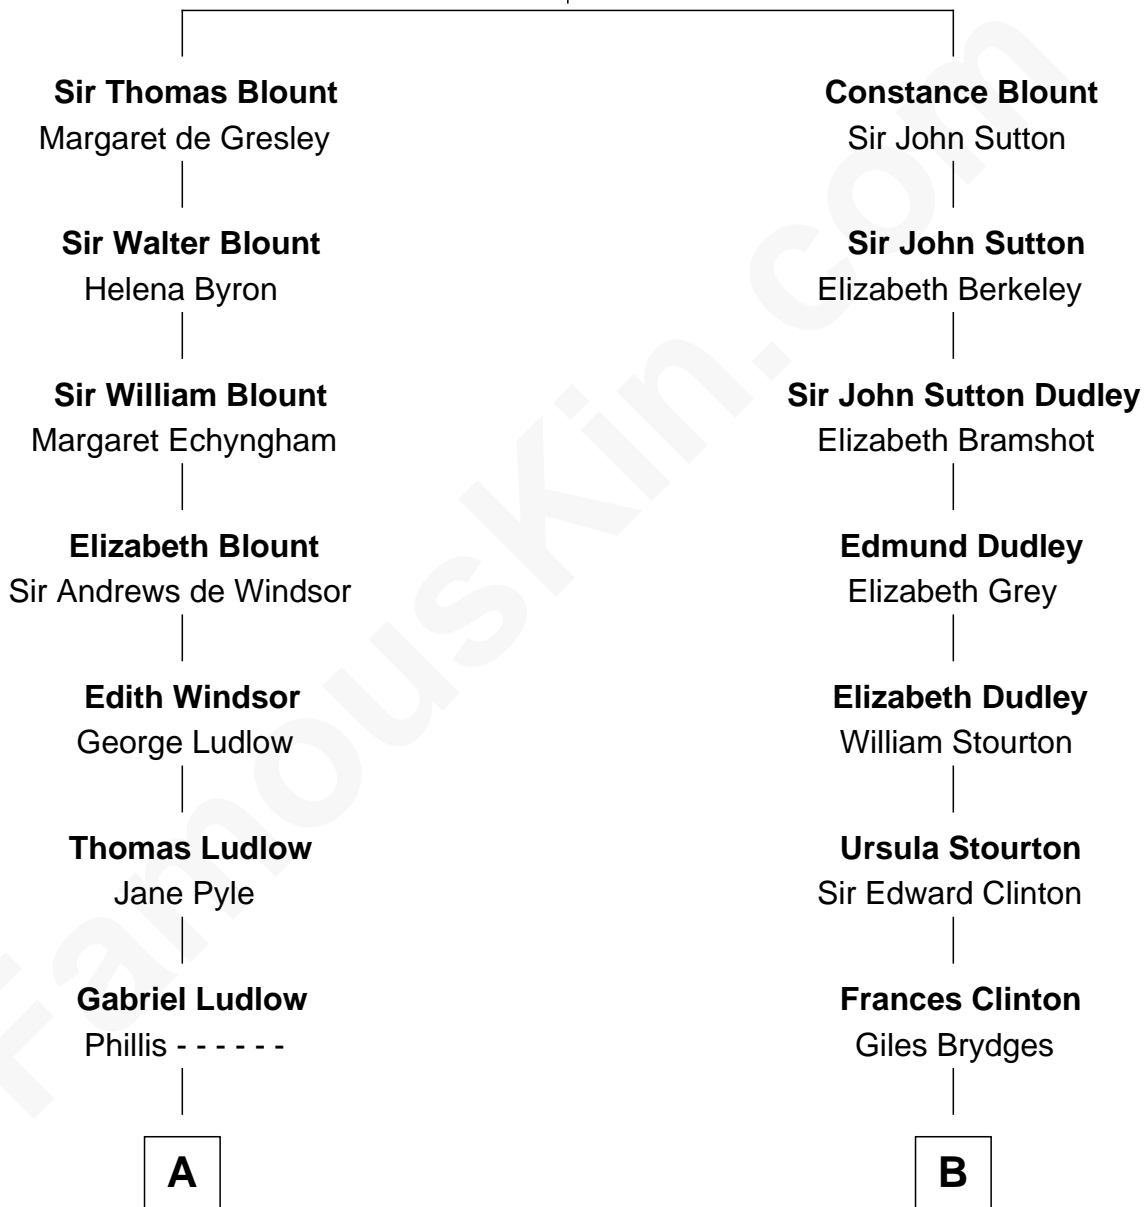 Sir Thomas Blount
Margaret de Gresley
Sir Walter Blount
Helena Byron
Sir William Blount
Margaret Echyngham
Elizabeth Blount
Sir Andrews de Windsor
Edith Windsor
George Ludlow
Thomas Ludlow
Jane Pyle
Gabriel Ludlow
Phillis - - - - - -
A
Constance Blount
Sir John Sutton
Sir John Sutton
Elizabeth Berkeley
Sir John Sutton Dudley
Elizabeth Bramshot
Edmund Dudley
Elizabeth Grey
Elizabeth Dudley
William Stourton
Ursula Stourton
Sir Edward Clinton
Frances Clinton
Giles Brydges
B
FamousKin.com